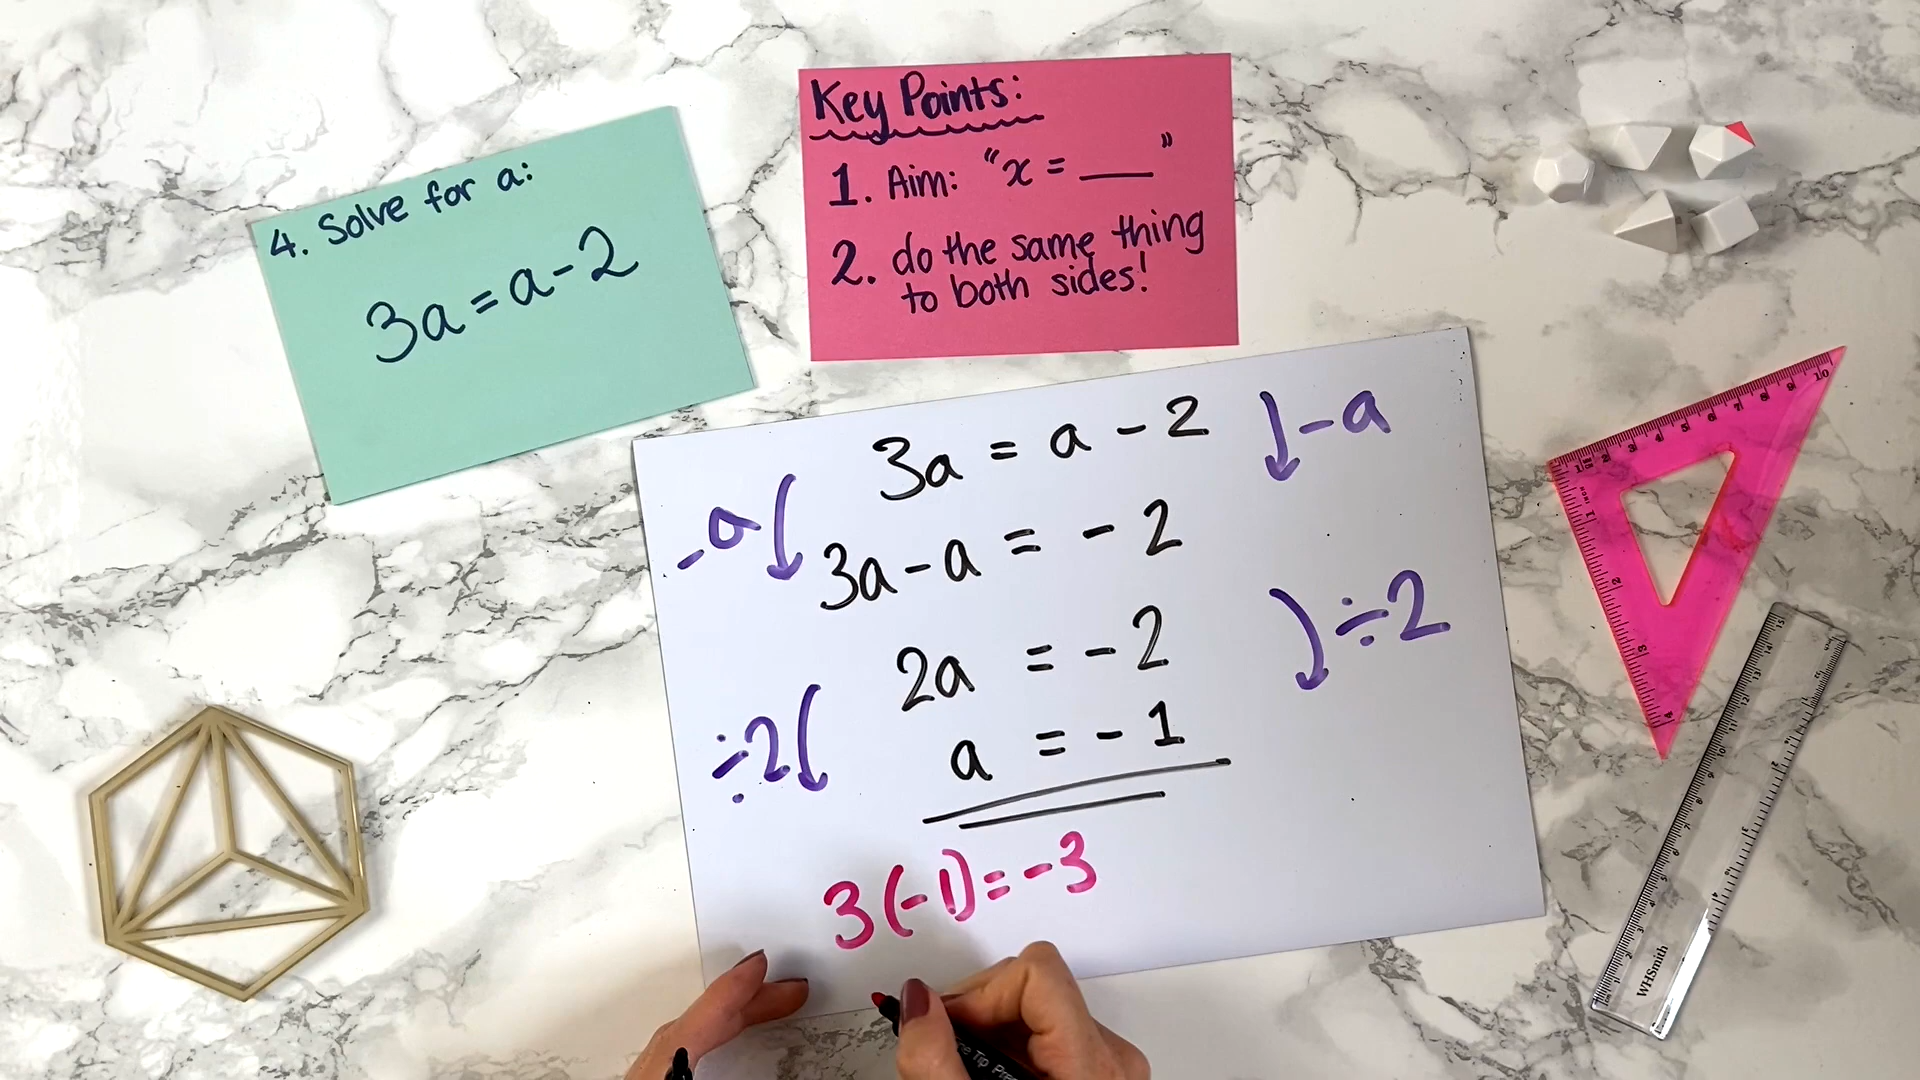 4. Solve for a:
3a = a - 2
Key Points:
1. Aim: "x = ___"
2. do the same thing
to both sides!
3a = a - 2
-a
-a
3a - a = - 2
2a = - 2
÷2
÷2
a = - 1
3(-1) = -3
WHSmith